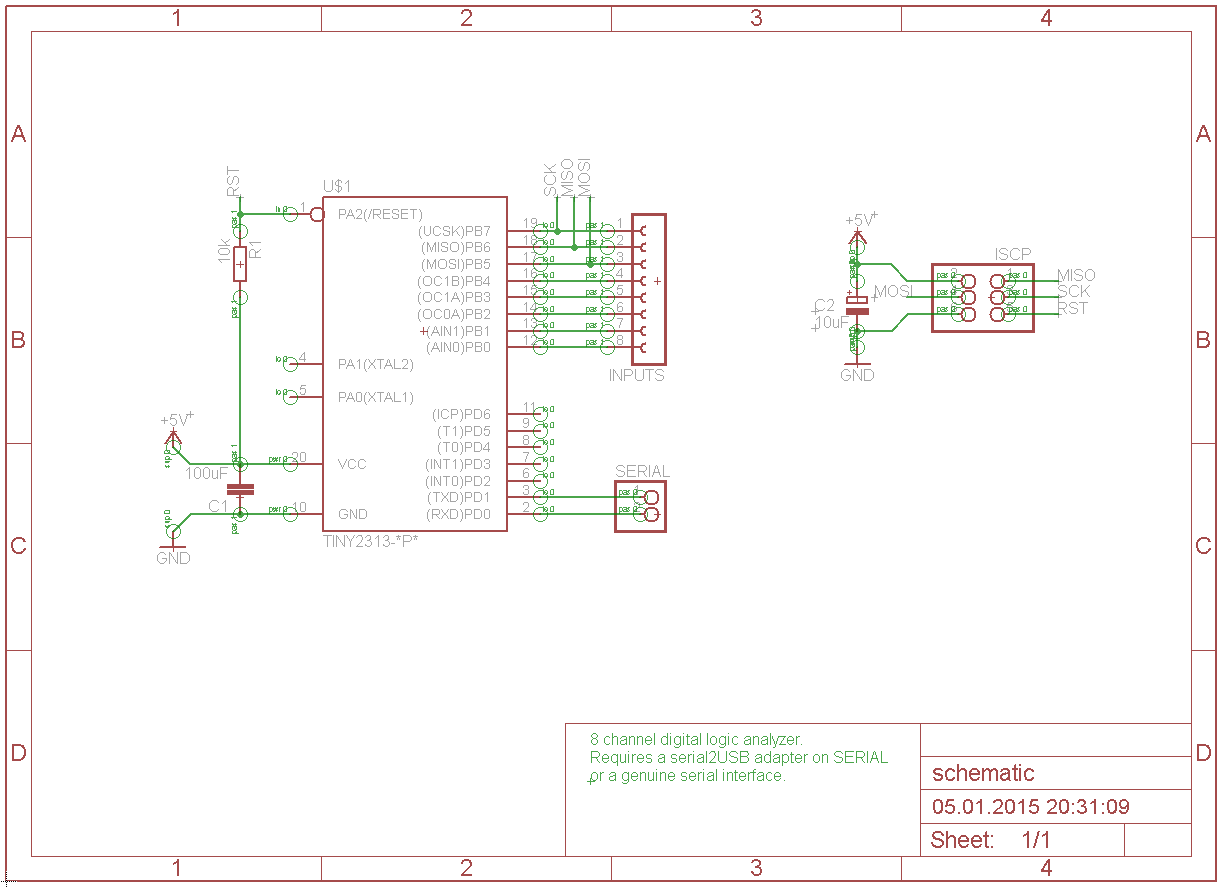 1 2 3 4
A A
RST
U$1
SCK
MISO
MOSI
1 PA2(/RESET)
10k
R1
(UCSK)PB7 19 1
(MISO)PB6 18 2
(MOSI)PB5 17 3
(OC1B)PB4 16 4
(OC1A)PB3 15 5
(OC0A)PB2 14 6
(AIN1)PB1 13 7
(AIN0)PB0 12 8
INPUTS
4 PA1(XTAL2)
5 PA0(XTAL1)
(ICP)PD6 11
(T1)PD5 9
(T0)PD4 8
(INT1)PD3 7
(INT0)PD2 6
(TXD)PD1 3
(RXD)PD0 2
+5V
20 VCC
100uF
C1
10 GND
GND
TINY2313-*P*
SERIAL
1
2
+5V
C2
10uF
GND
ISCP
MISO
MOSI
SCK
RST
B B
C C
D D
8 channel digital logic analyzer.
Requires a serial2USB adapter on SERIAL
or a genuine serial interface.
schematic
05.01.2015 20:31:09
Sheet: 1/1
1 2 3 4